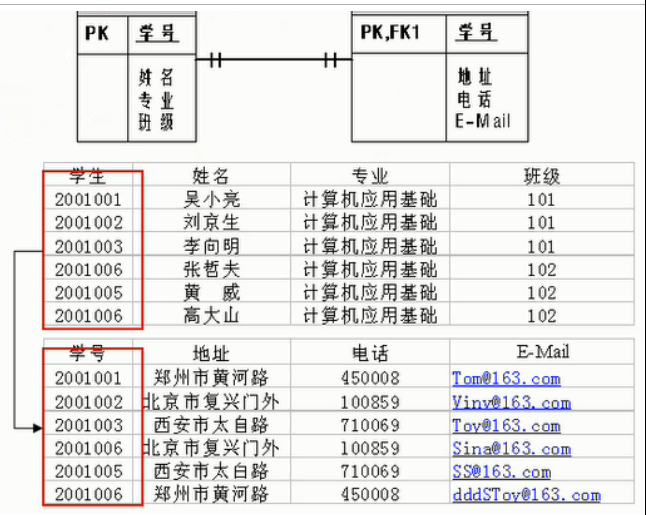 PK 学号 PK,FK1 学号
姓名 地址
专业 电话
班级 E-Mail
学生 姓名 专业 班级
2001001 吴小亮 计算机应用基础 101
2001002 刘京生 计算机应用基础 101
2001003 李向明 计算机应用基础 101
2001006 张哲夫 计算机应用基础 102
2001005 黄 威 计算机应用基础 102
2001006 高大山 计算机应用基础 102
学号 地址 电话 E-Mail
2001001 郑州市黄河路 450008 Tom@163.com
2001002 北京市复兴门外 100859 Viny@163.com
2001003 西安市太白路 710069 Toy@163.com
2001006 北京市复兴门外 100859 Sina@163.com
2001005 西安市太白路 710069 SS@163.com
2001006 郑州市黄河路 450008 dddSToy@163.com